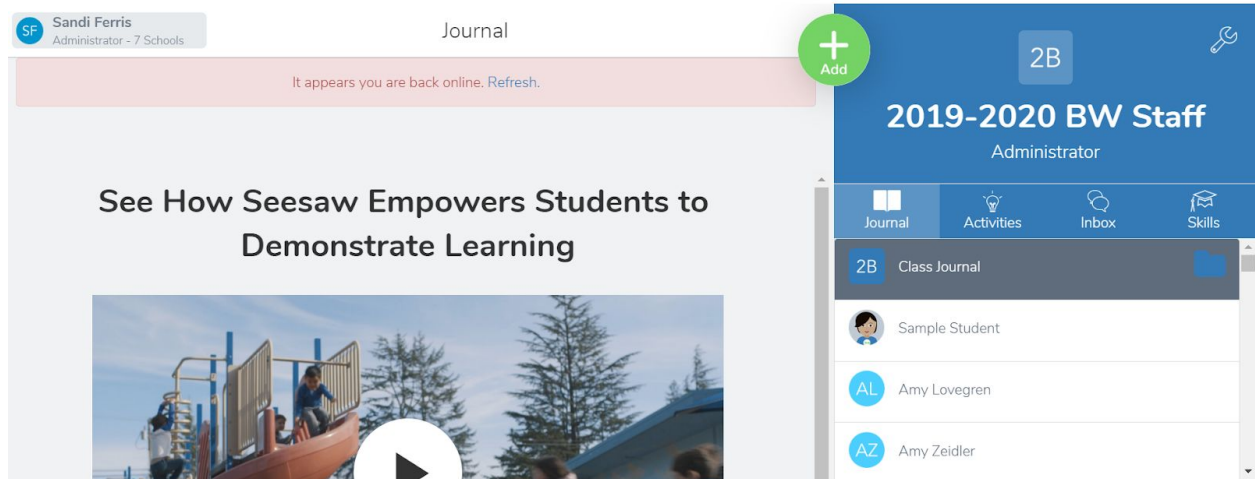 SF
Sandi Ferris
Administrator - 7 Schools
Journal
It appears you are back online. Refresh.
See How Seesaw Empowers Students to
Demonstrate Learning
Add
2B
2019-2020 BW Staff
Administrator
Journal
Activities
Inbox
Skills
2B Class Journal
Sample Student
AL Amy Lovegren
AZ Amy Zeidler